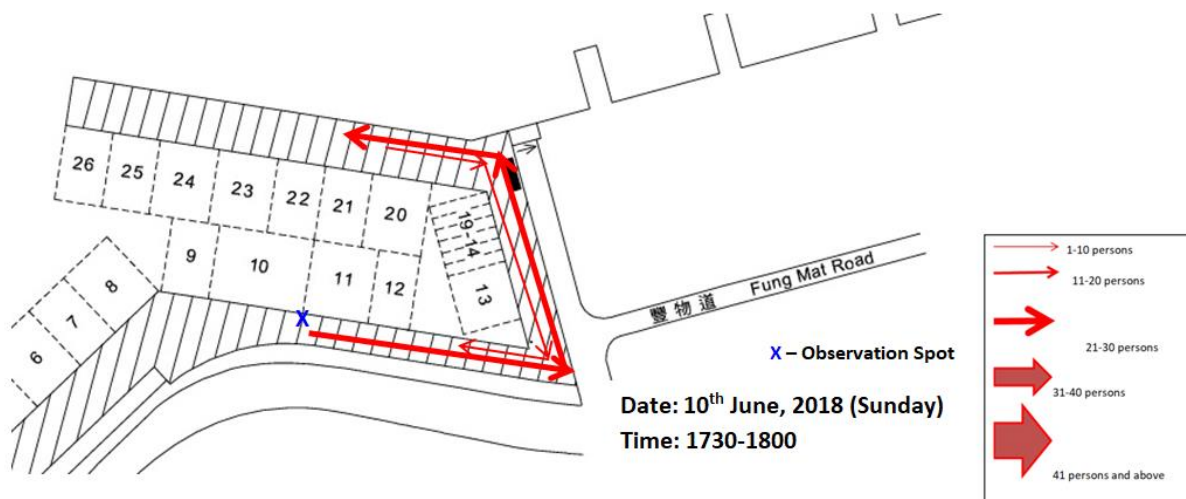 26
25
24
23
22
21
20
19-14
13
9
10
11
12
8
7
6
X
豐物道 Fung Mat Road
X – Observation Spot
Date: 10th June, 2018 (Sunday)
Time: 1730-1800
1-10 persons
11-20 persons
21-30 persons
31-40 persons
41 persons and above